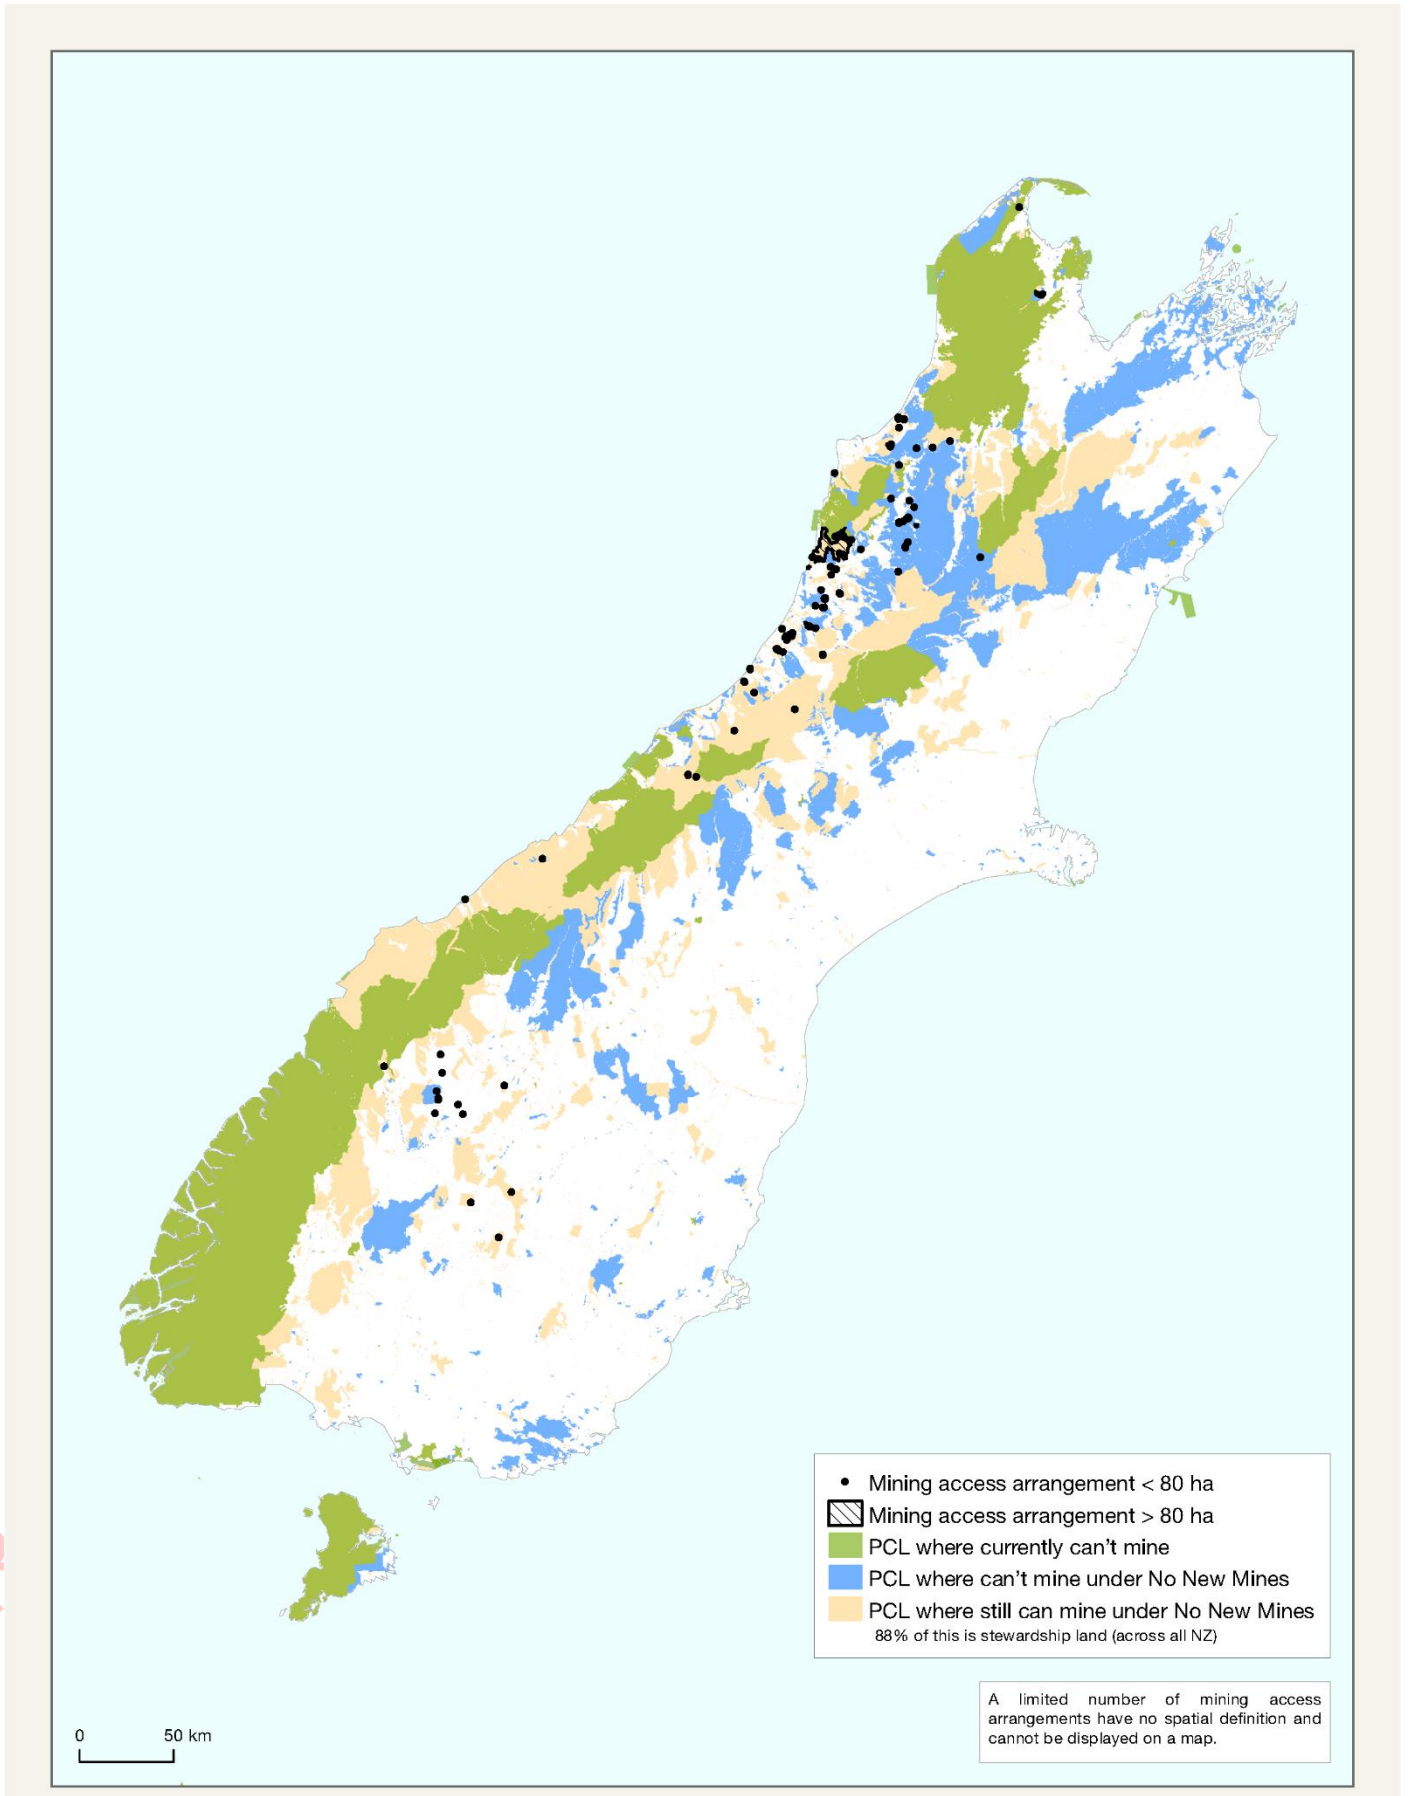 Mining access arrangement < 80 ha
Mining access arrangement > 80 ha
PCL where currently can't mine
PCL where can't mine under No New Mines
PCL where still can mine under No New Mines
88% of this is stewardship land (across all NZ)
A limited number of mining access
arrangements have no spatial definition and
cannot be displayed on a map.
0 50 km